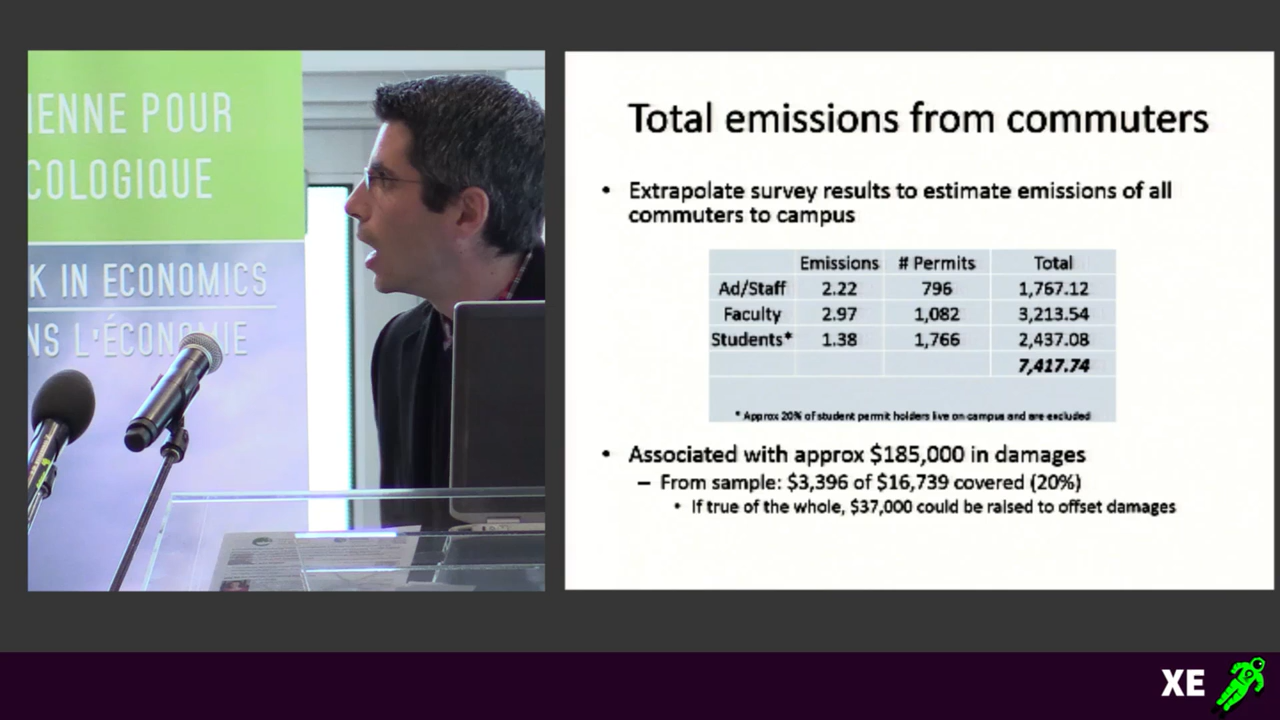 IENNE POUR
COLOGIQUE
K IN ECONOMICS
NS L'ÉCONOMIE
Total emissions from commuters
• Extrapolate survey results to estimate emissions of all
commuters to campus
Emissions # Permits Total
Ad/Staff 2.22 796 1,767.12
Faculty 2.97 1,082 3,213.54
Students* 1.38 1,766 2,437.08
7,417.74
* Approx 20% of student permit holders live on campus and are excluded
• Associated with approx $185,000 in damages
– From sample: $3,396 of $16,739 covered (20%)
• If true of the whole, $37,000 could be raised to offset damages
XE